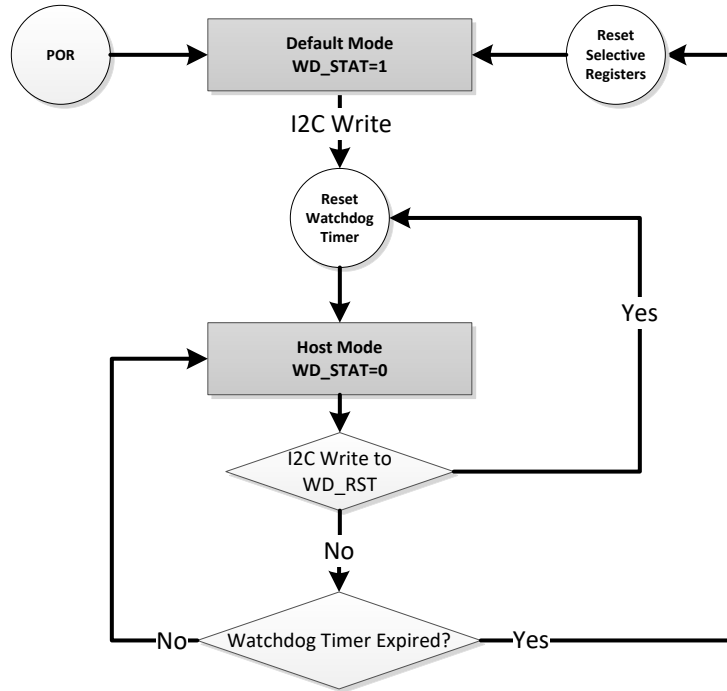 POR
Default Mode
WD_STAT=1
Reset
Selective
Registers
I2C Write
Reset
Watchdog
Timer
Yes
Host Mode
WD_STAT=0
I2C Write to
WD_RST
No
No
Watchdog Timer Expired?
Yes